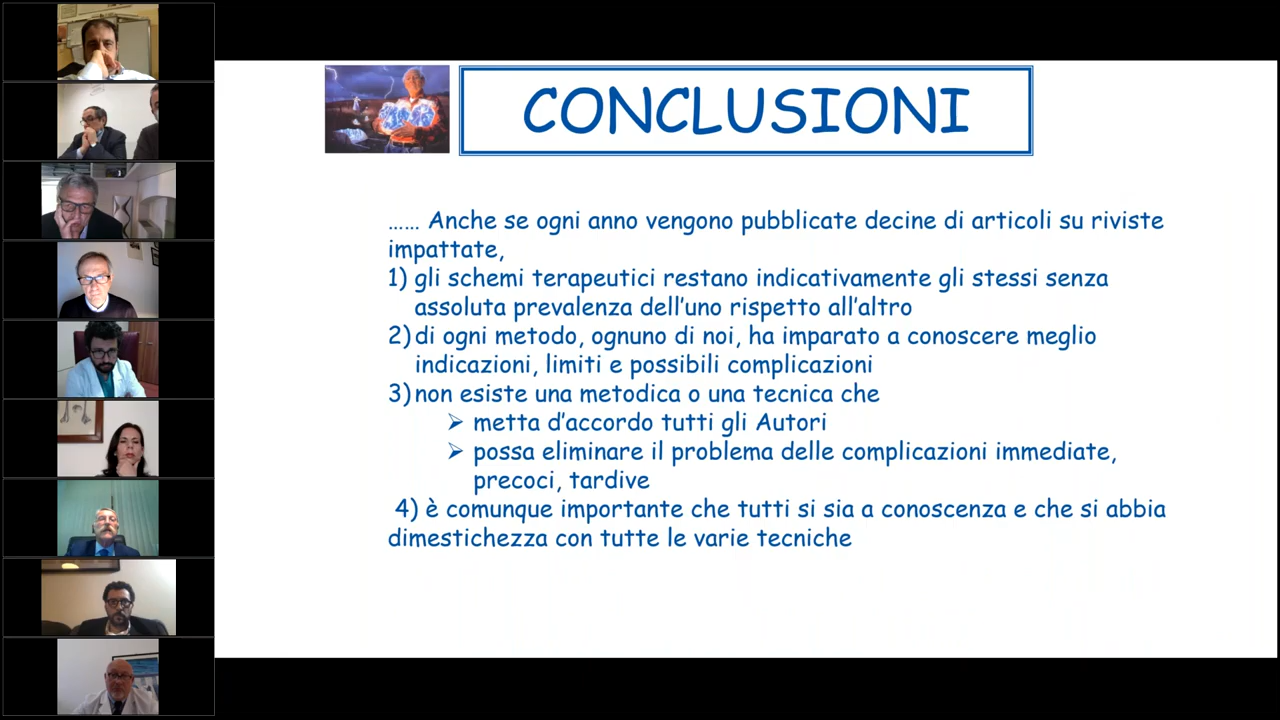 CONCLUSIONI
...... Anche se ogni anno vengono pubblicate decine di articoli su riviste
impattate,
1) gli schemi terapeutici restano indicativamente gli stessi senza
assoluta prevalenza dell’uno rispetto all’altro
2) di ogni metodo, ognuno di noi, ha imparato a conoscere meglio
indicazioni, limiti e possibili complicazioni
3) non esiste una metodica o una tecnica che
➢ metta d’accordo tutti gli Autori
➢ possa eliminare il problema delle complicazioni immediate,
precoci, tardive
4) è comunque importante che tutti si sia a conoscenza e che si abbia
dimestichezza con tutte le varie tecniche